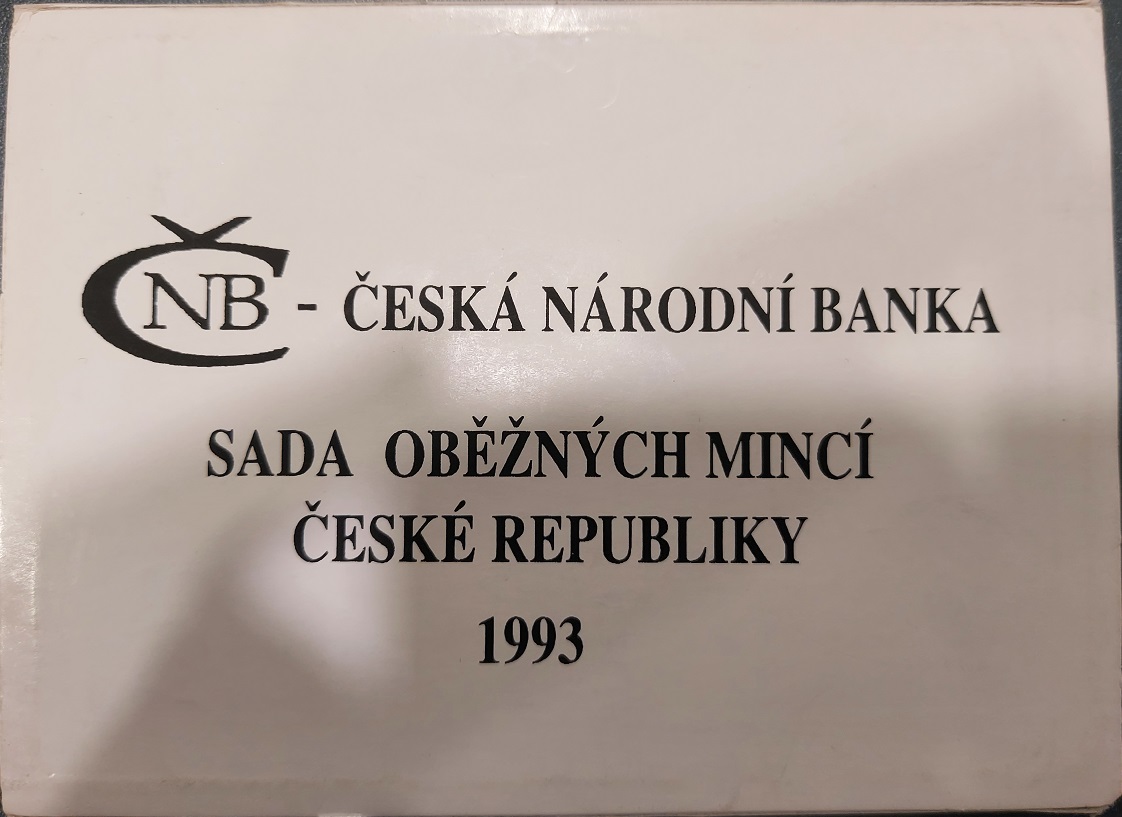 ČNB - ČESKÁ NÁRODNÍ BANKA
SADA OBĚŽNÝCH MINCÍ
ČESKÉ REPUBLIKY
1993